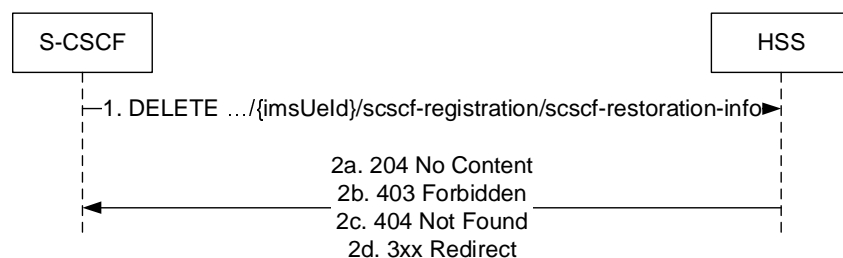 S-CSCF
HSS
1. DELETE …/{imsUeId}/scscf-registration/scscf-restoration-info
2a. 204 No Content
2b. 403 Forbidden
2c. 404 Not Found
2d. 3xx Redirect